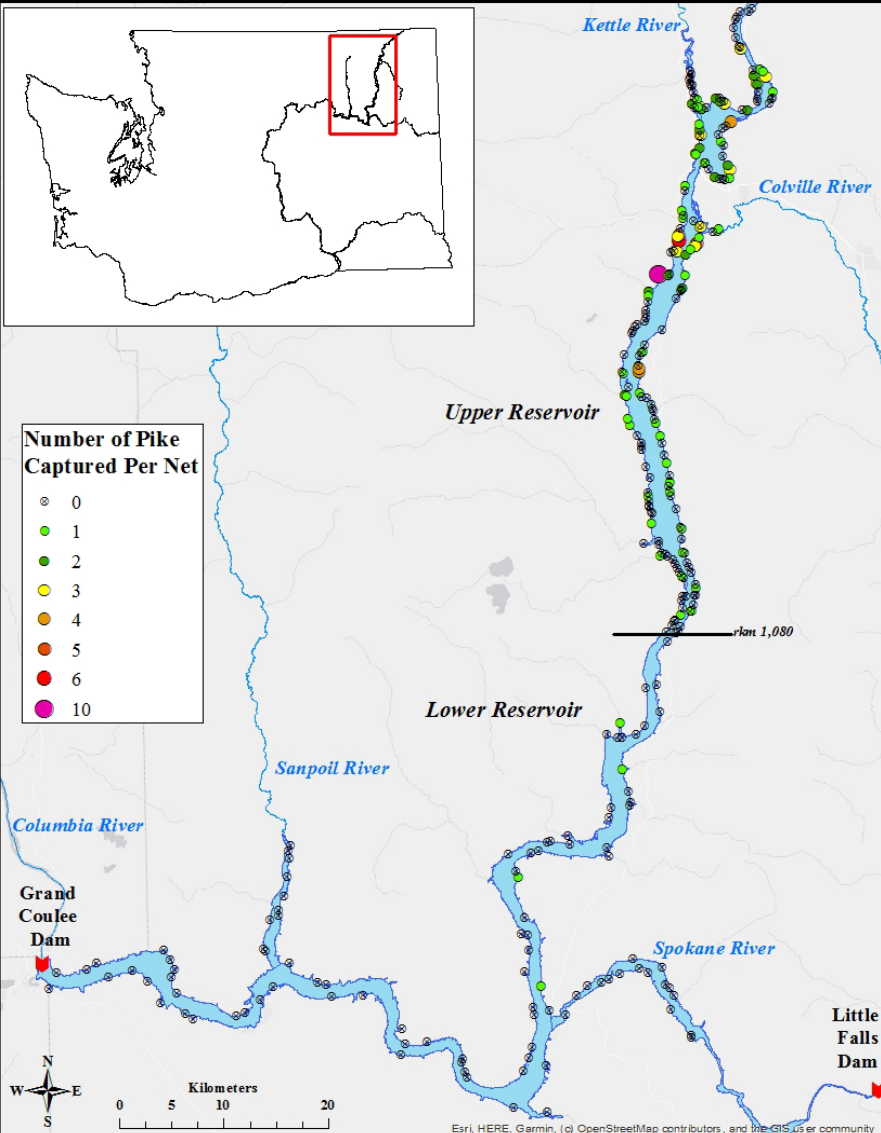 Kettle River
Colville River
Upper Reservoir
Number of Pike
Captured Per Net
0
1
2
3
4
5
6
10
rkm 1,080
Lower Reservoir
Sanpoil River
Columbia River
Grand
Coulee
Dam
Spokane River
Little
Falls
Dam
N
W E
S
Kilometers
0 5 10 20
Esri, HERE, Garmin, (c) OpenStreetMap contributors, and the GIS user community